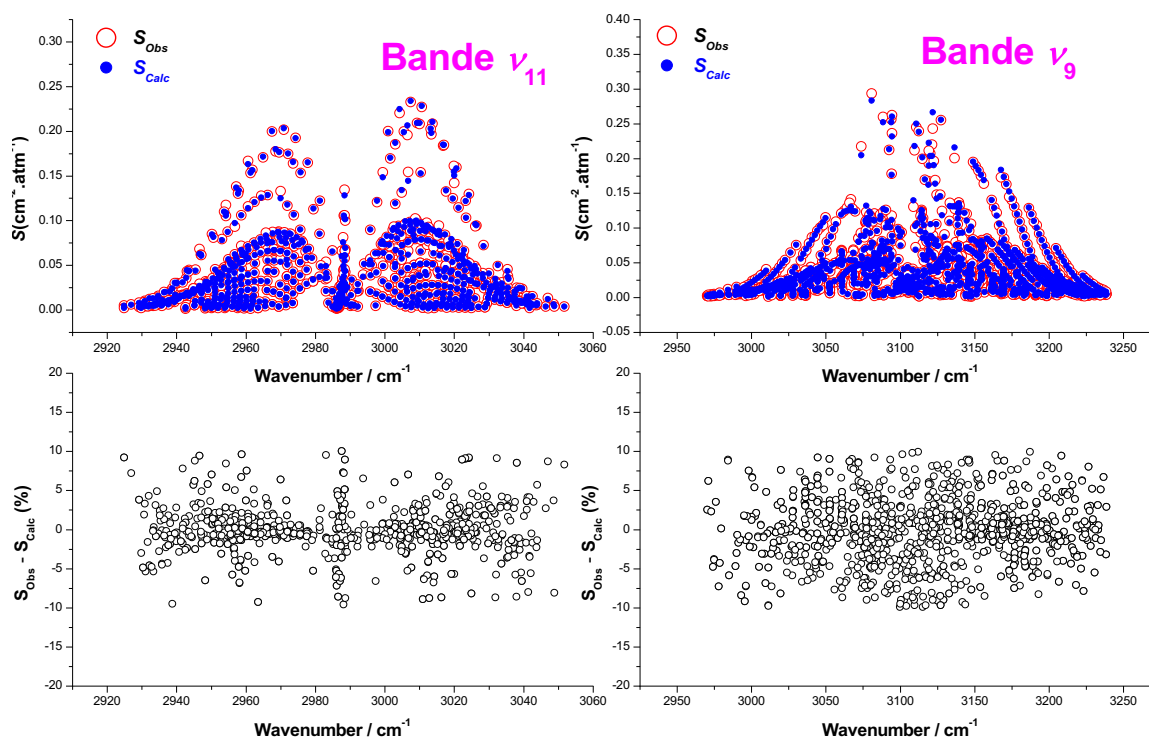 S_Obs
S_Calc
Bande ν_11
S(cm⁻².atm⁻¹)
0.30
0.25
0.20
0.15
0.10
0.05
0.00
2920 2940 2960 2980 3000 3020 3040 3060
Wavenumber / cm⁻¹
S_Obs
S_Calc
Bande ν_9
S(cm⁻².atm⁻¹)
0.40
0.35
0.30
0.25
0.20
0.15
0.10
0.05
0.00
-0.05
2950 3000 3050 3100 3150 3200 3250
Wavenumber / cm⁻¹
S_Obs - S_Calc (%)
20
15
10
5
0
-5
-10
-15
-20
2920 2940 2960 2980 3000 3020 3040 3060
Wavenumber / cm⁻¹
S_Obs - S_Calc (%)
20
15
10
5
0
-5
-10
-15
-20
2950 3000 3050 3100 3150 3200 3250
Wavenumber / cm⁻¹